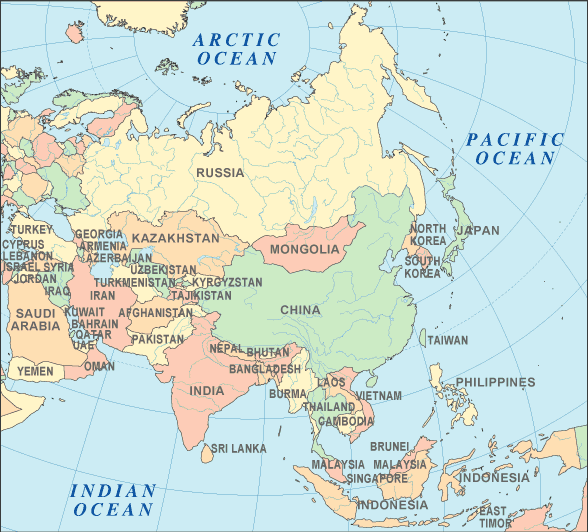 ARCTIC
OCEAN
U. K.
PACIFIC
OCEAN
RUSSIA
TURKEY
GEORGIA
KAZAKHSTAN
NORTH
KOREA
JAPAN
CYPRUS
ARMENIA
MONGOLIA
LEBANON
AZERBAIJAN
ISRAEL
SYRIA
UZBEKISTAN
SOUTH
KOREA
JORDAN
TURKMENISTAN
KYRGYZSTAN
IRAQ
IRAN
TAJIKISTAN
SAUDI
ARABIA
KUWAIT
AFGHANISTAN
CHINA
BAHRAIN
QATAR
PAKISTAN
TAIWAN
UAE
NEPAL
BHUTAN
YEMEN
OMAN
BANGLADESH
LAOS
PHILIPPINES
INDIA
BURMA
VIETNAM
THAILAND
CAMBODIA
SRI LANKA
BRUNEI
MALAYSIA
MALAYSIA
SINGAPORE
INDONESIA
INDIAN
OCEAN
INDONESIA
EAST
TIMOR